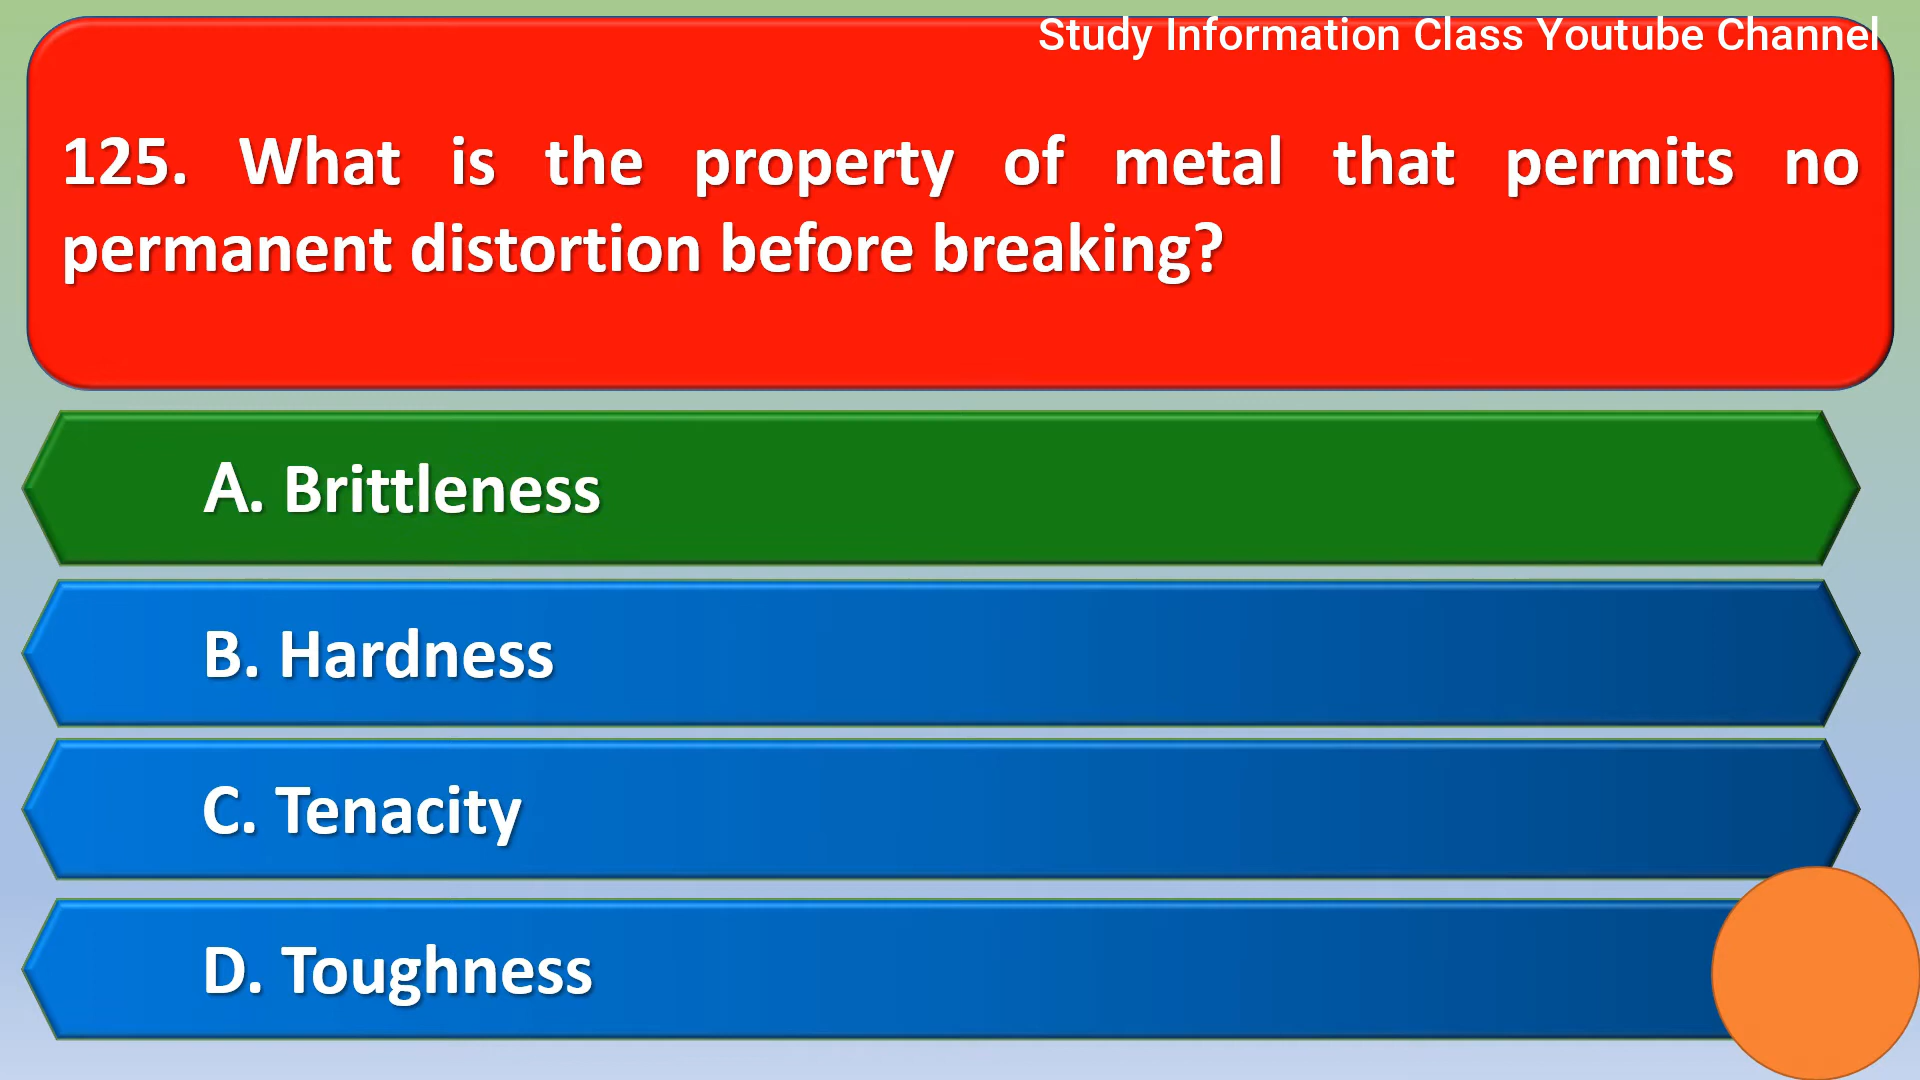 Study Information Class Youtube Channel
125. What is the property of metal that permits no
permanent distortion before breaking?
A. Brittleness
B. Hardness
C. Tenacity
D. Toughness